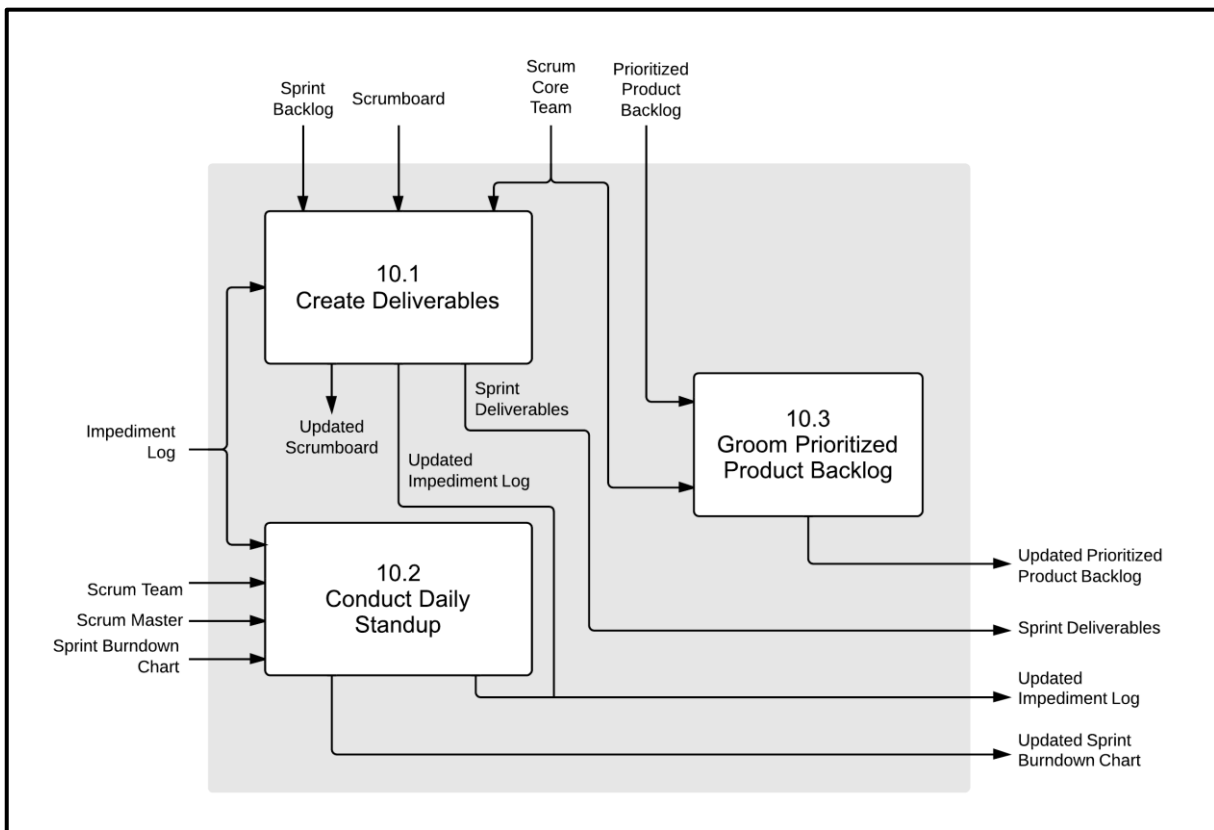 Sprint
Backlog
Scrumboard
Scrum
Core
Team
Prioritized
Product
Backlog
10.1
Create Deliverables
Impediment
Log
Updated
Scrumboard
Sprint
Deliverables
Updated
Impediment Log
10.3
Groom Prioritized
Product Backlog
10.2
Conduct Daily
Standup
Scrum Team
Scrum Master
Sprint Burndown
Chart
Updated Prioritized
Product Backlog
Sprint Deliverables
Updated
Impediment Log
Updated Sprint
Burndown Chart